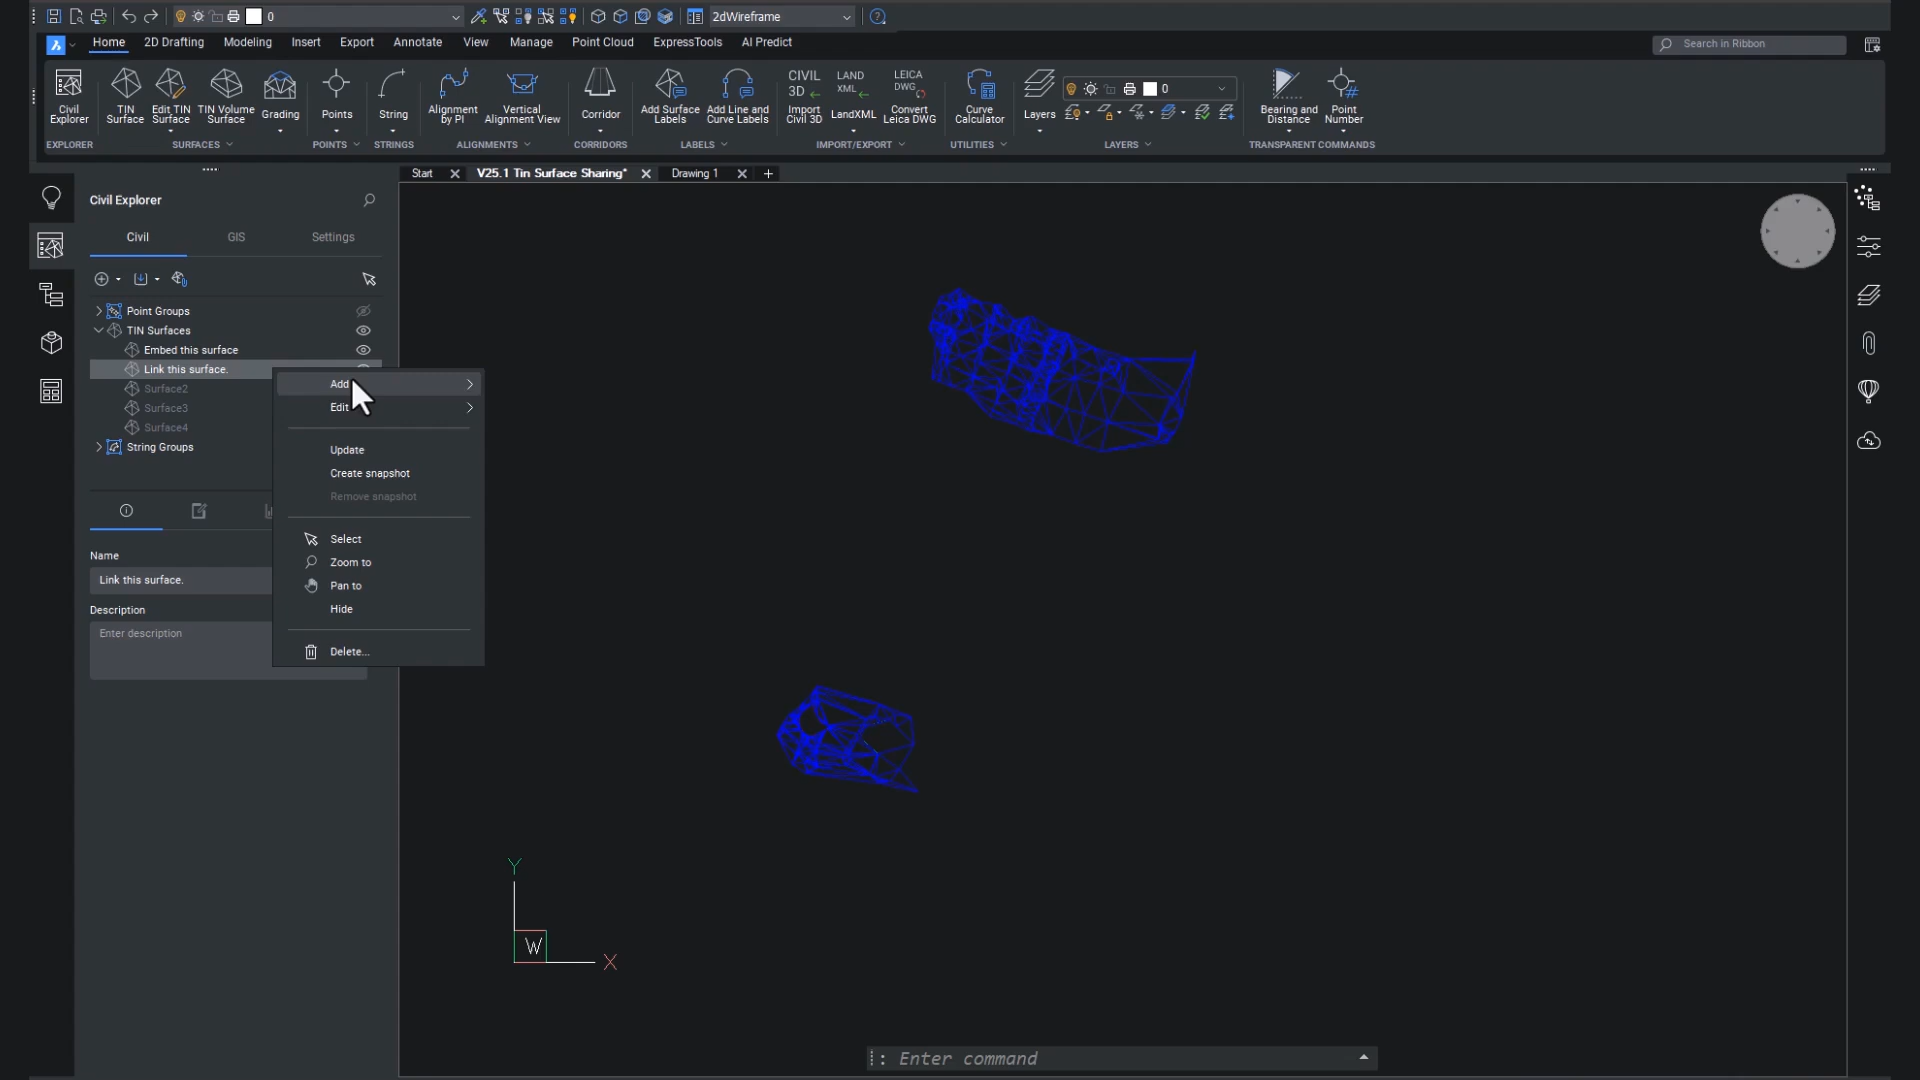 0
2dWireframe
Home 2D Drafting Modeling Insert Export Annotate View Manage Point Cloud ExpressTools AI Predict
Search in Ribbon
Civil Explorer
TIN Surface
Edit TIN Surface
TIN Volume Surface
Grading
Points
String
Alignment by PI
Vertical Alignment View
Corridor
Add Surface Labels
Add Line and Curve Labels
CIVIL 3D
Import Civil 3D
LAND XML
LandXML
LEICA DWG
Convert Leica DWG
Curve Calculator
Layers
0
Bearing and Distance
Point Number
EXPLORER SURFACES POINTS STRINGS ALIGNMENTS CORRIDORS LABELS IMPORT/EXPORT UTILITIES LAYERS TRANSPARENT COMMANDS
Start V25.1 Tin Surface Sharing* Drawing 1
Civil Explorer
Civil GIS Settings
Point Groups
TIN Surfaces
Embed this surface
Link this surface.
Surface2
Surface3
Surface4
String Groups
Name
Link this surface.
Description
Enter description
Add
Edit
Update
Create snapshot
Remove snapshot
Select
Zoom to
Pan to
Hide
Delete...
Y
W
X
: Enter command